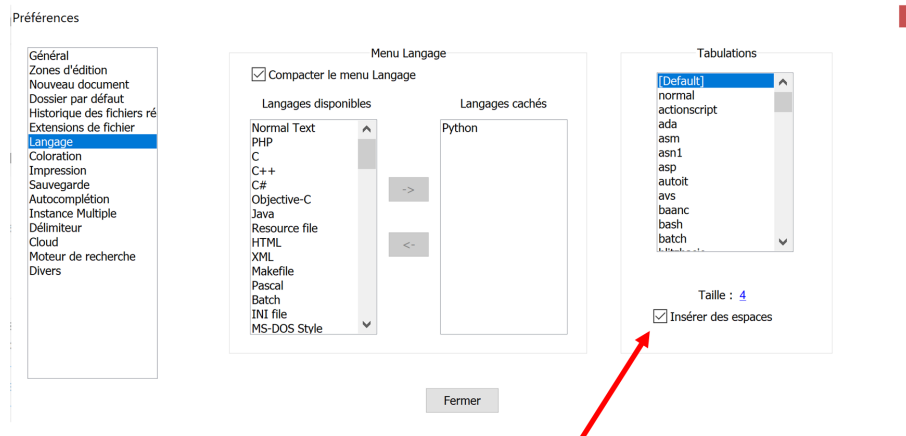 Préférences
Général
Zones d'édition
Nouveau document
Dossier par défaut
Historique des fichiers ré
Extensions de fichier
Langage
Coloration
Impression
Sauvegarde
Autocomplétion
Instance Multiple
Délimiteur
Cloud
Moteur de recherche
Divers
Menu Langage
Compacter le menu Langage
Langages disponibles
Normal Text
PHP
C
C++
C#
Objective-C
Java
Resource file
HTML
XML
Makefile
Pascal
Batch
INI file
MS-DOS Style
->
<-
Langages cachés
Python
Tabulations
[Default]
normal
actionscript
ada
asm
asn1
asp
autoit
avs
baanc
bash
batch
Taille : 4
Insérer des espaces
Fermer